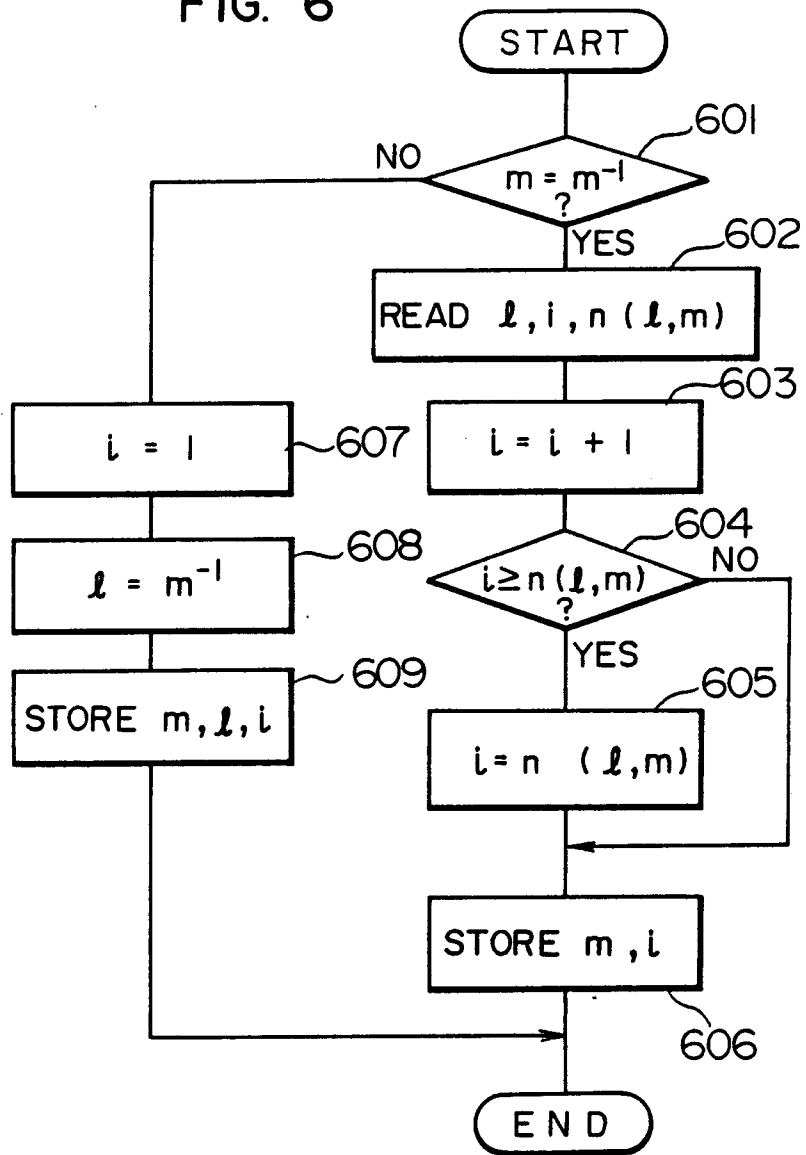 FIG. 6
START
601
NO
m = m⁻¹
?
YES
602
READ ℓ, i, n (ℓ,m)
603
i = i + 1
604
i ≥ n (ℓ,m)
?
NO
YES
605
i = n (ℓ,m)
STORE m, i
606
i = 1
607
ℓ = m⁻¹
608
STORE m, ℓ, i
609
END